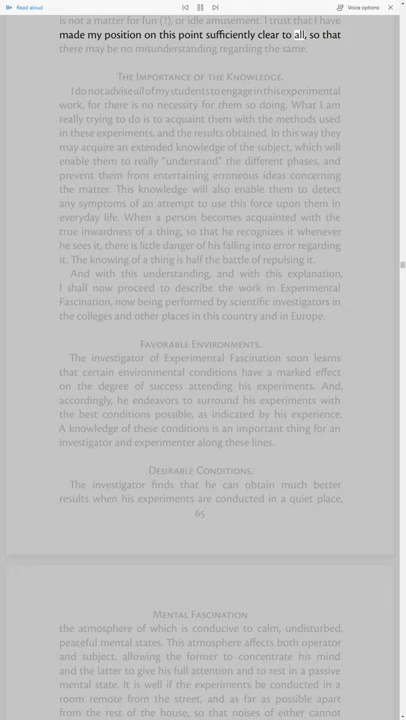 Read aloud
Voice options
is not a matter for fun (?), or idle amusement. I trust that I have
made my position on this point sufficiently clear to all, so that
there may be no misunderstanding regarding the same.
The Importance of the Knowledge.
I do not advise all of my students to engage in this experimental
work, for there is no necessity for them so doing. What I am
really trying to do is to acquaint them with the methods used
in these experiments, and the results obtained. In this way they
may acquire an extended knowledge of the subject, which will
enable them to really "understand" the different phases, and
prevent them from entertaining erroneous ideas concerning
the matter. This knowledge will also enable them to detect
any symptoms of an attempt to use this force upon them in
everyday life. When a person becomes acquainted with the
true inwardness of a thing, so that he recognizes it whenever
he sees it, there is little danger of his falling into error regarding
it. The knowing of a thing is half the battle of repulsing it.
And with this understanding, and with this explanation,
I shall now proceed to describe the work in Experimental
Fascination, now being performed by scientific investigators in
the colleges and other places in this country and in Europe.
Favorable Environments.
The investigator of Experimental Fascination soon learns
that certain environmental conditions have a marked effect
on the degree of success attending his experiments. And,
accordingly, he endeavors to surround his experiments with
the best conditions possible, as indicated by his experience.
A knowledge of these conditions is an important thing for an
investigator and experimenter along these lines.
Desirable Conditions.
The investigator finds that he can obtain much better
results when his experiments are conducted in a quiet place,
65
Mental Fascination
the atmosphere of which is conducive to calm, undisturbed,
peaceful mental states. This atmosphere affects both operator
and subject, allowing the former to concentrate his mind
and the latter to give his full attention and to rest in a passive
mental state. It is well if the experiments be conducted in a
room remote from the street, and as far as possible apart
from the rest of the house, so that noises of either cannot